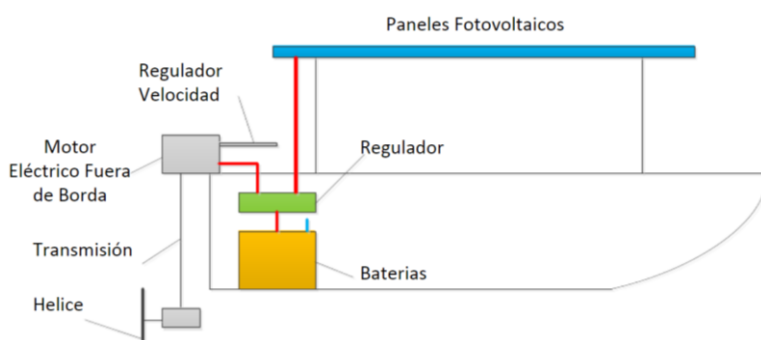 Paneles Fotovoltaicos
Regulador
Velocidad
Motor
Eléctrico Fuera
de Borda
Regulador
Transmisión
Baterias
Helice